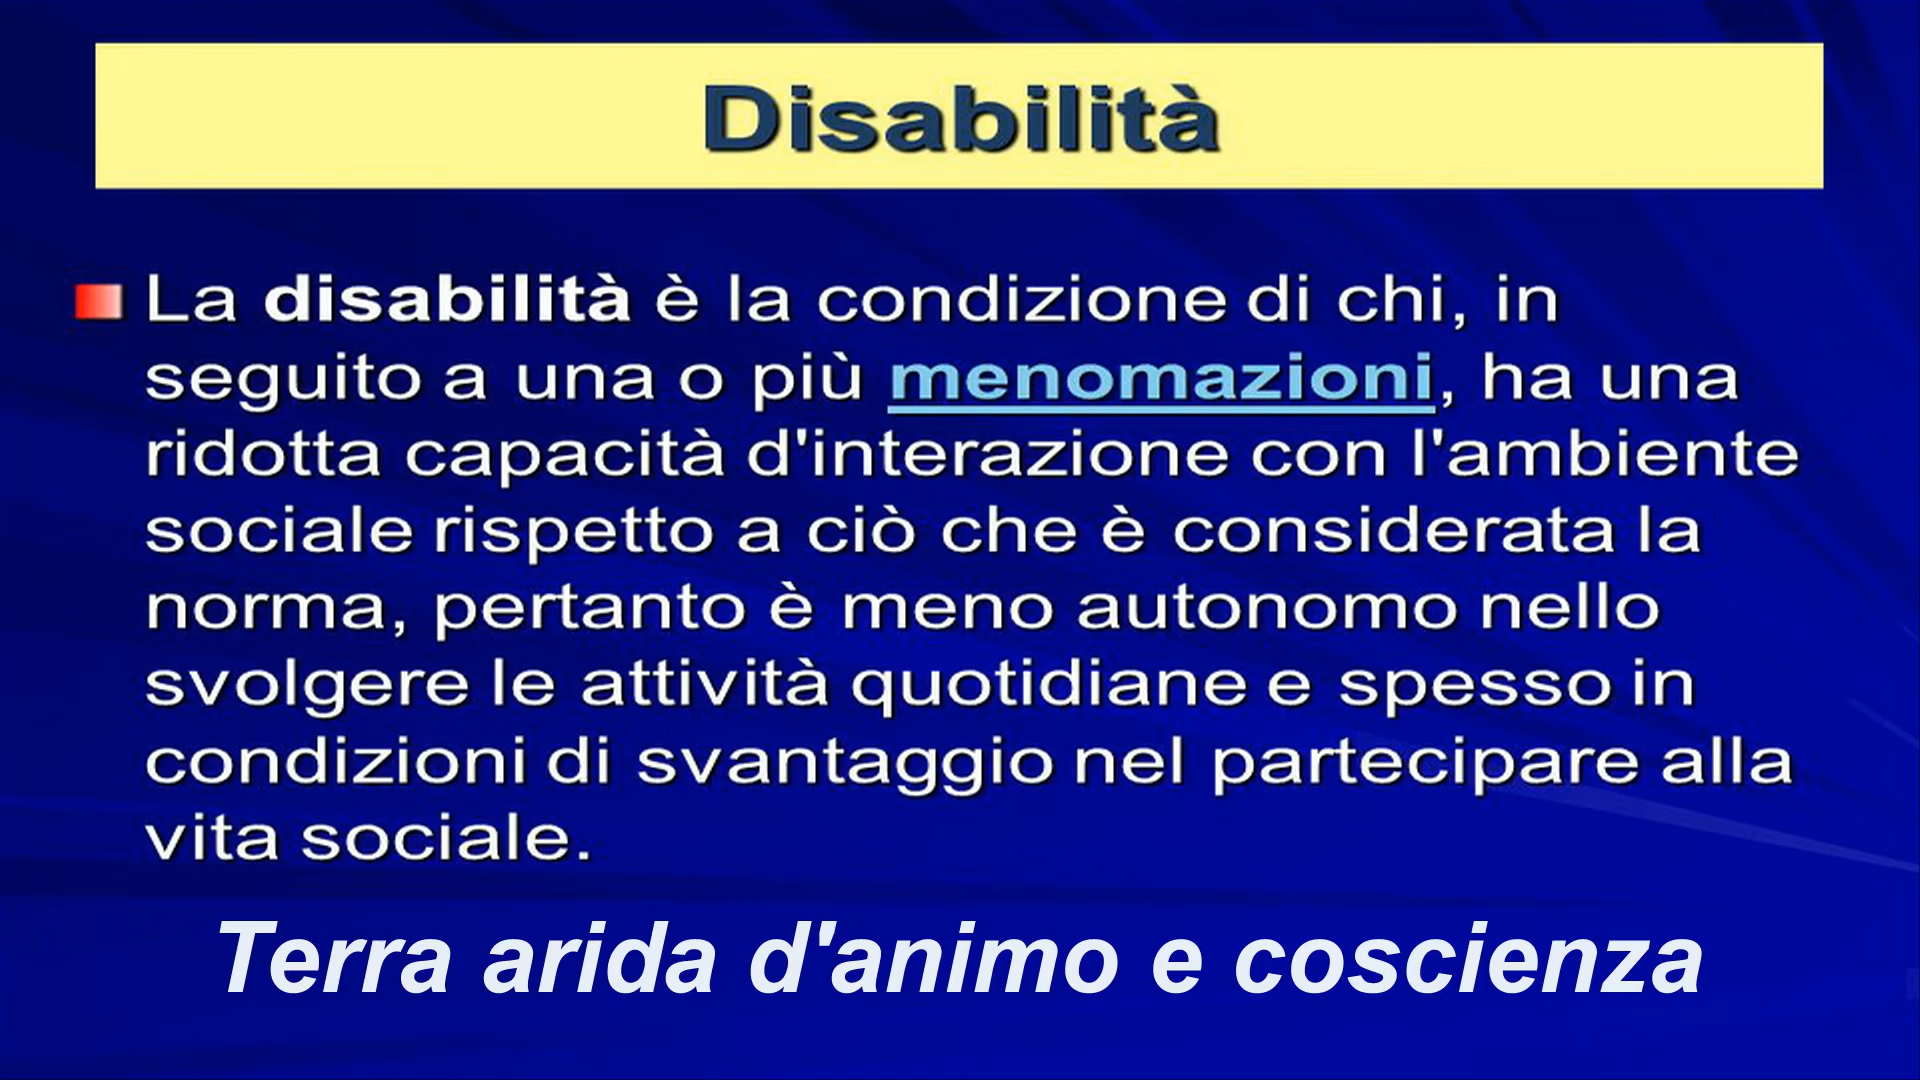 Disabilità
La disabilità è la condizione di chi, in
seguito a una o più menomazioni, ha una
ridotta capacità d'interazione con l'ambiente
sociale rispetto a ciò che è considerata la
norma, pertanto è meno autonomo nello
svolgere le attività quotidiane e spesso in
condizioni di svantaggio nel partecipare alla
vita sociale.
Terra arida d'animo e coscienza